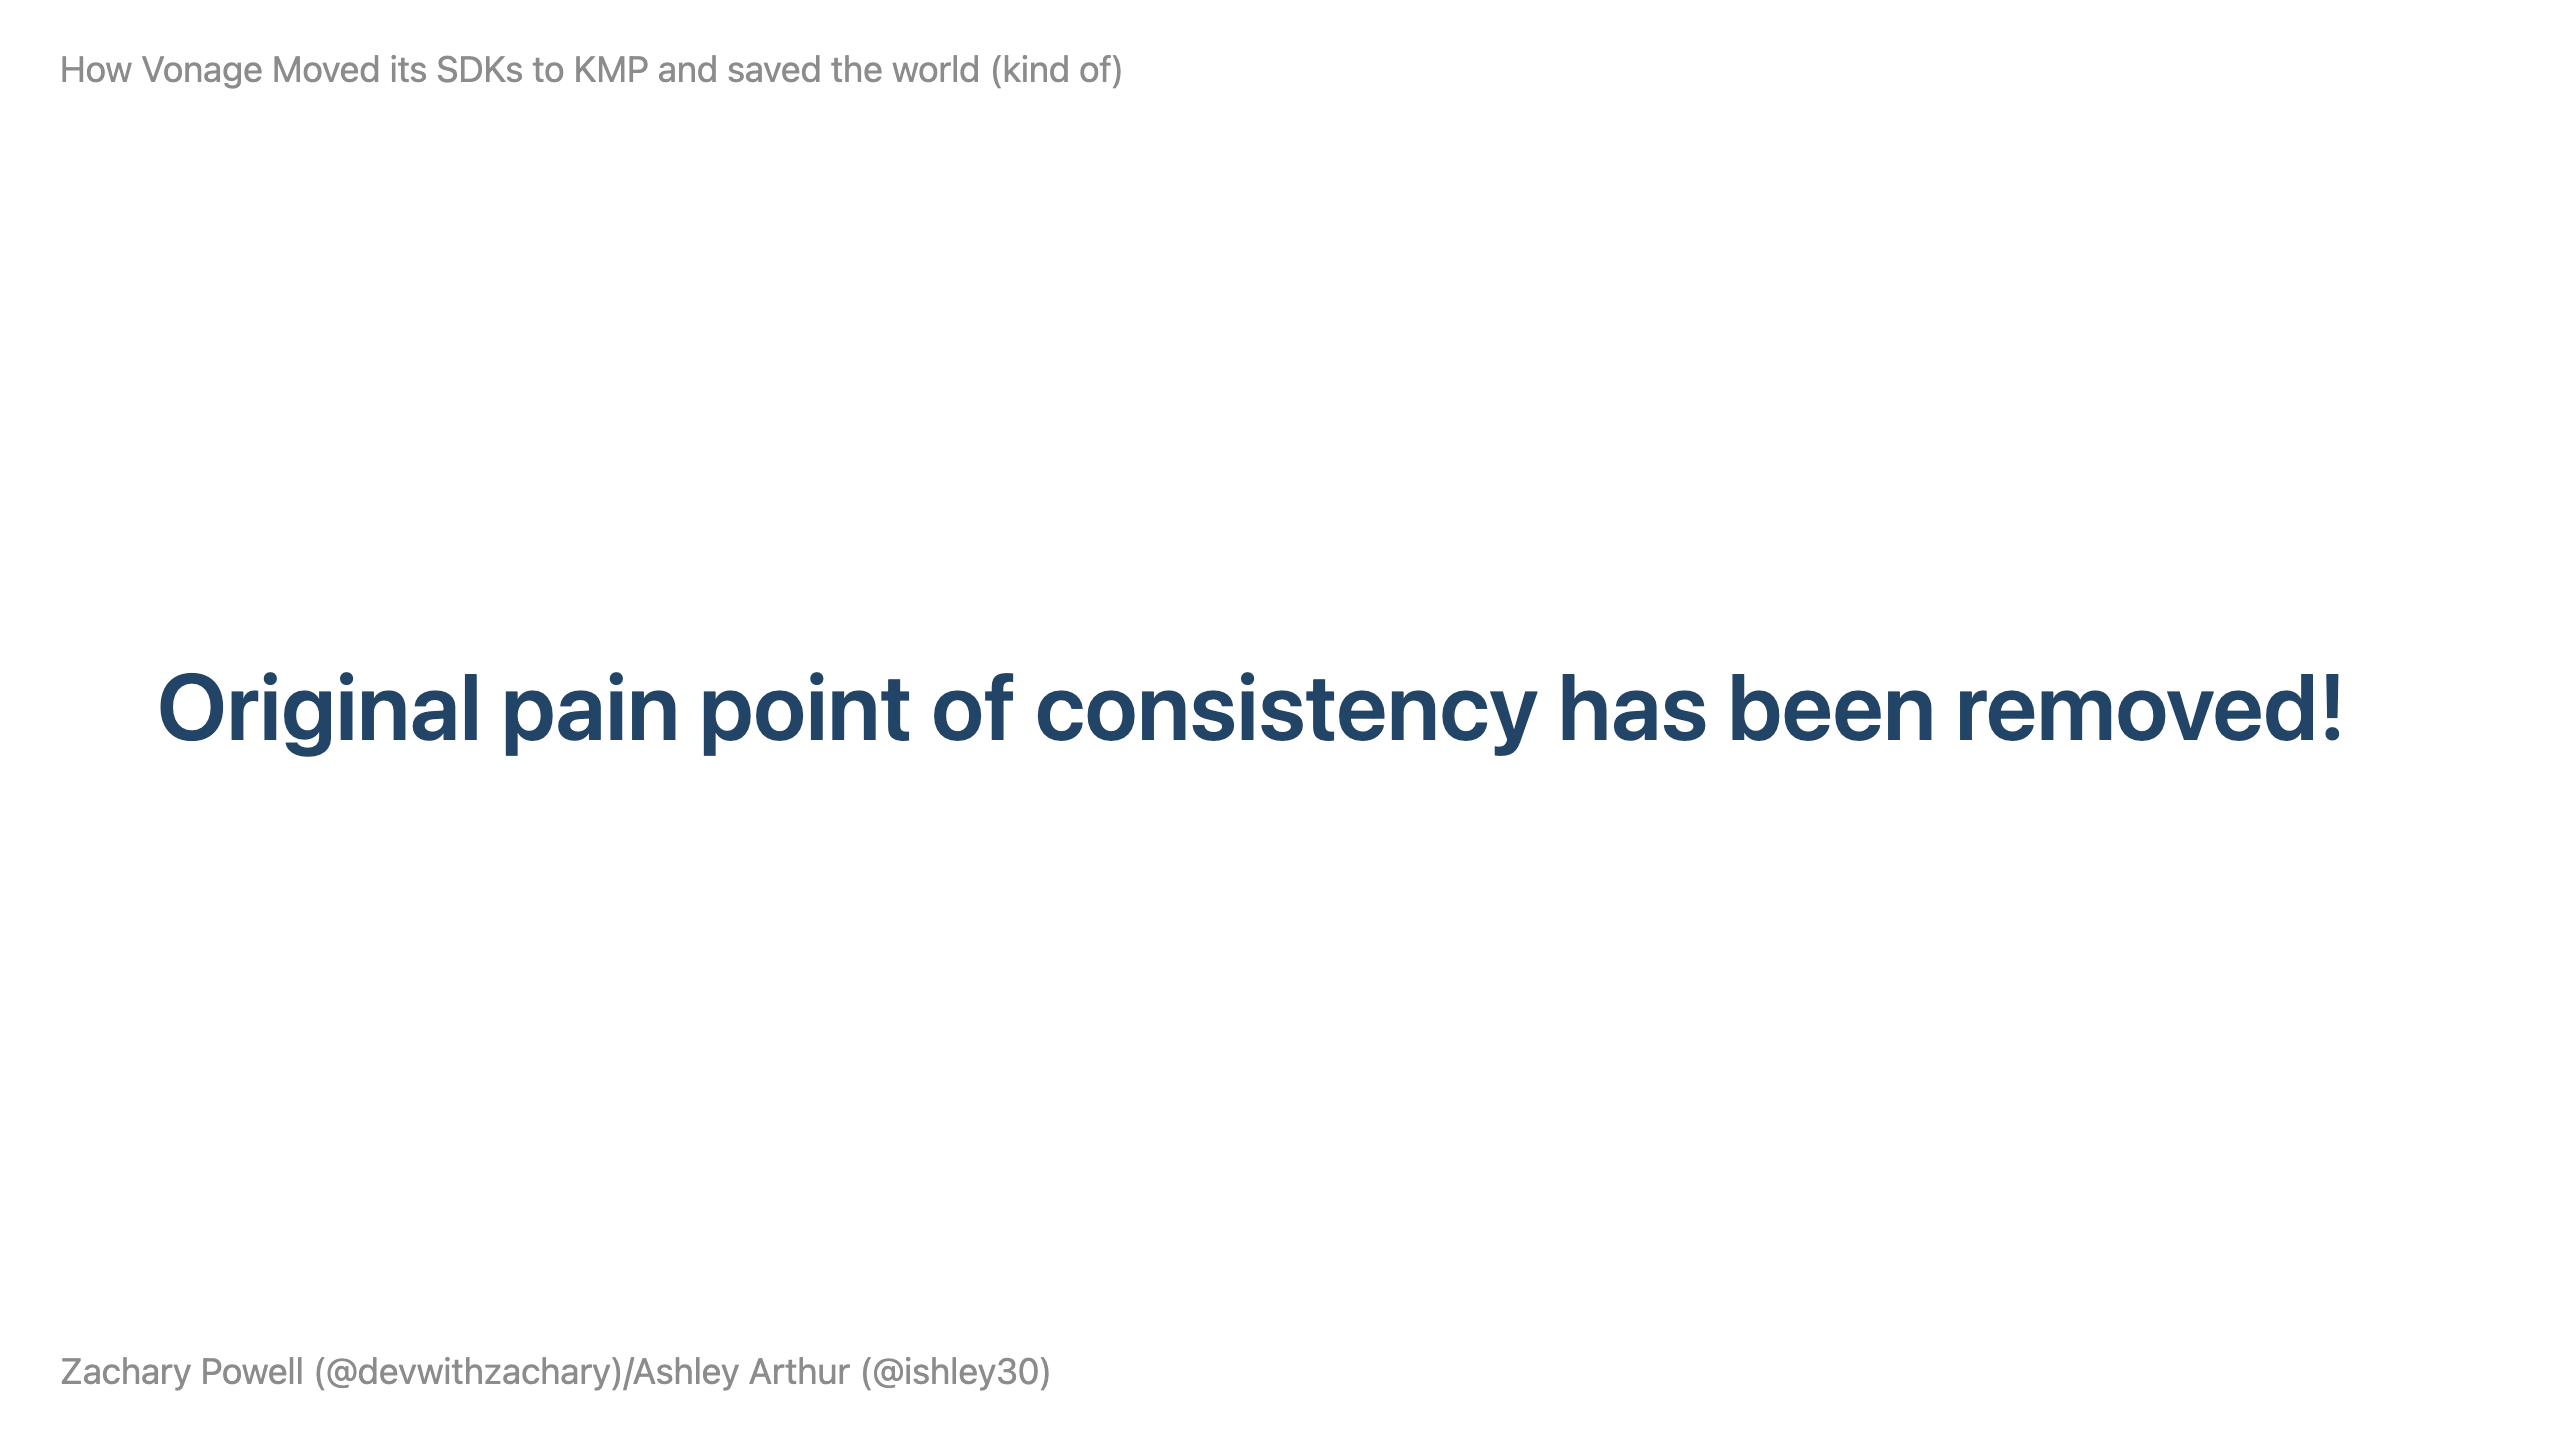 How Vonage Moved its SDKs to KMP and saved the world (kind of)
Original pain point of consistency has been removed!
Zachary Powell (@devwithzachary)/Ashley Arthur (@ishley30)